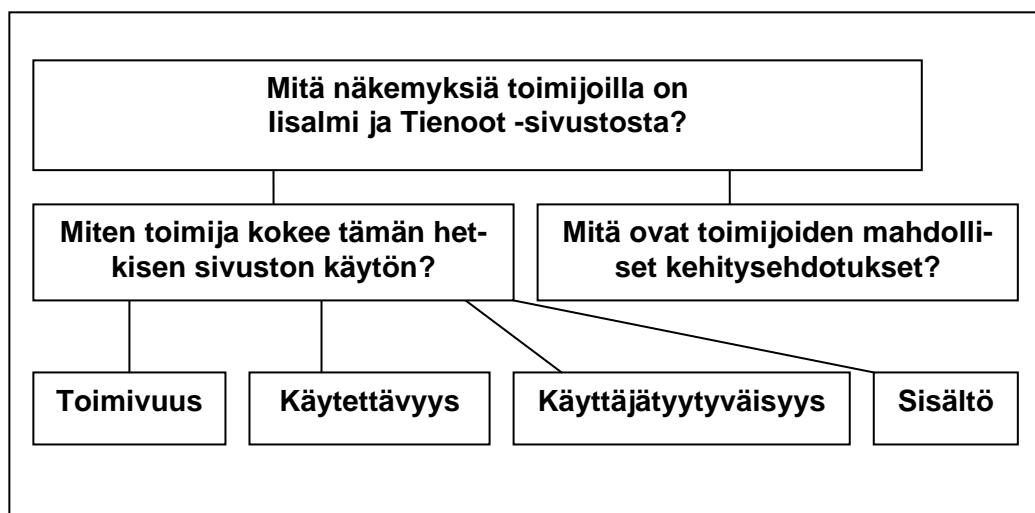 Mitä näkemyksiä toimijoilla on
Iisalmi ja Tienoot -sivustosta?
Miten toimija kokee tämän het-
kisen sivuston käytön?
Mitä ovat toimijoiden mahdolli-
set kehitysehdotukset?
Toimivuus
Käytettävyys
Käyttäjätyytyväisyys
Sisältö